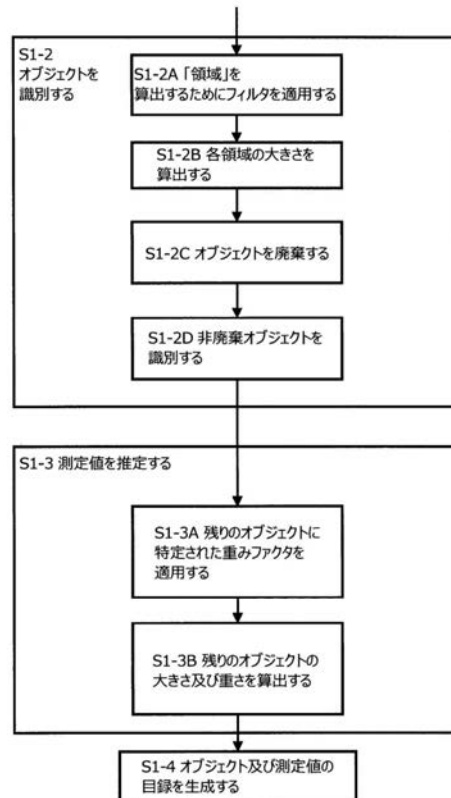 S1-2
オブジェクトを
識別する
S1-2A 「領域」を
算出するためにフィルタを適用する
S1-2B 各領域の大きさを
算出する
S1-2C オブジェクトを廃棄する
S1-2D 非廃棄オブジェクトを
識別する
S1-3 測定値を推定する
S1-3A 残りのオブジェクトに
特定された重みファクタを
適用する
S1-3B 残りのオブジェクトの
大きさ及び重さを算出する
S1-4 オブジェクト及び測定値の
目録を生成する